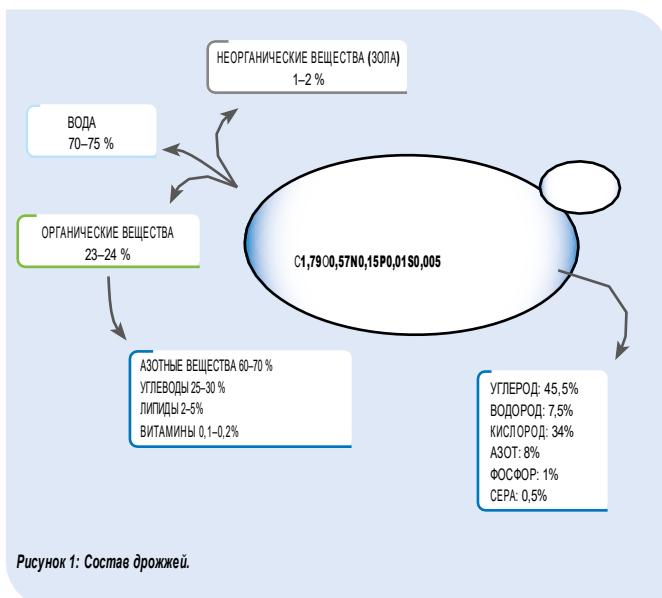 НЕОРГАНИЧЕСКИЕ ВЕЩЕСТВА (ЗОЛА)
1–2 %
ВОДА
70–75 %
ОРГАНИЧЕСКИЕ ВЕЩЕСТВА
23–24 %
С1,79O0,57N0,15P0,01S0,005
АЗОТНЫЕ ВЕЩЕСТВА 60–70 %
УГЛЕВОДЫ 25–30 %
ЛИПИДЫ 2–5%
ВИТАМИНЫ 0,1–0,2%
УГЛЕРОД: 45,5%
ВОДОРОД: 7,5%
КИСЛОРОД: 34%
АЗОТ: 8%
ФОСФОР: 1%
СЕРА: 0,5%
Рисунок 1: Состав дрожжей.